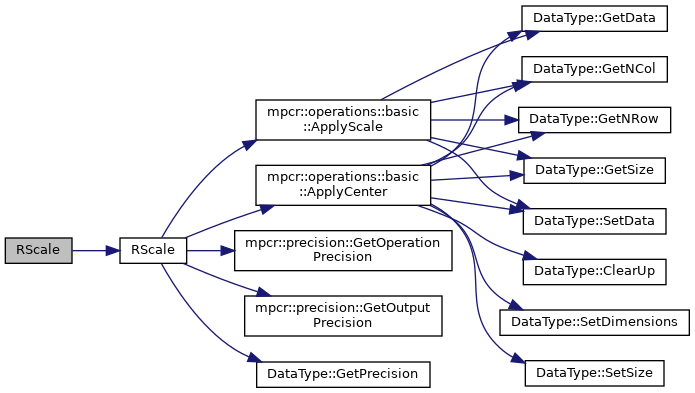 RScale
RScale
mpcr::operations::basic
::ApplyScale
mpcr::operations::basic
::ApplyCenter
mpcr::precision::GetOperation
Precision
mpcr::precision::GetOutput
Precision
DataType::GetPrecision
DataType::GetData
DataType::GetNCol
DataType::GetNRow
DataType::GetSize
DataType::SetData
DataType::ClearUp
DataType::SetDimensions
DataType::SetSize